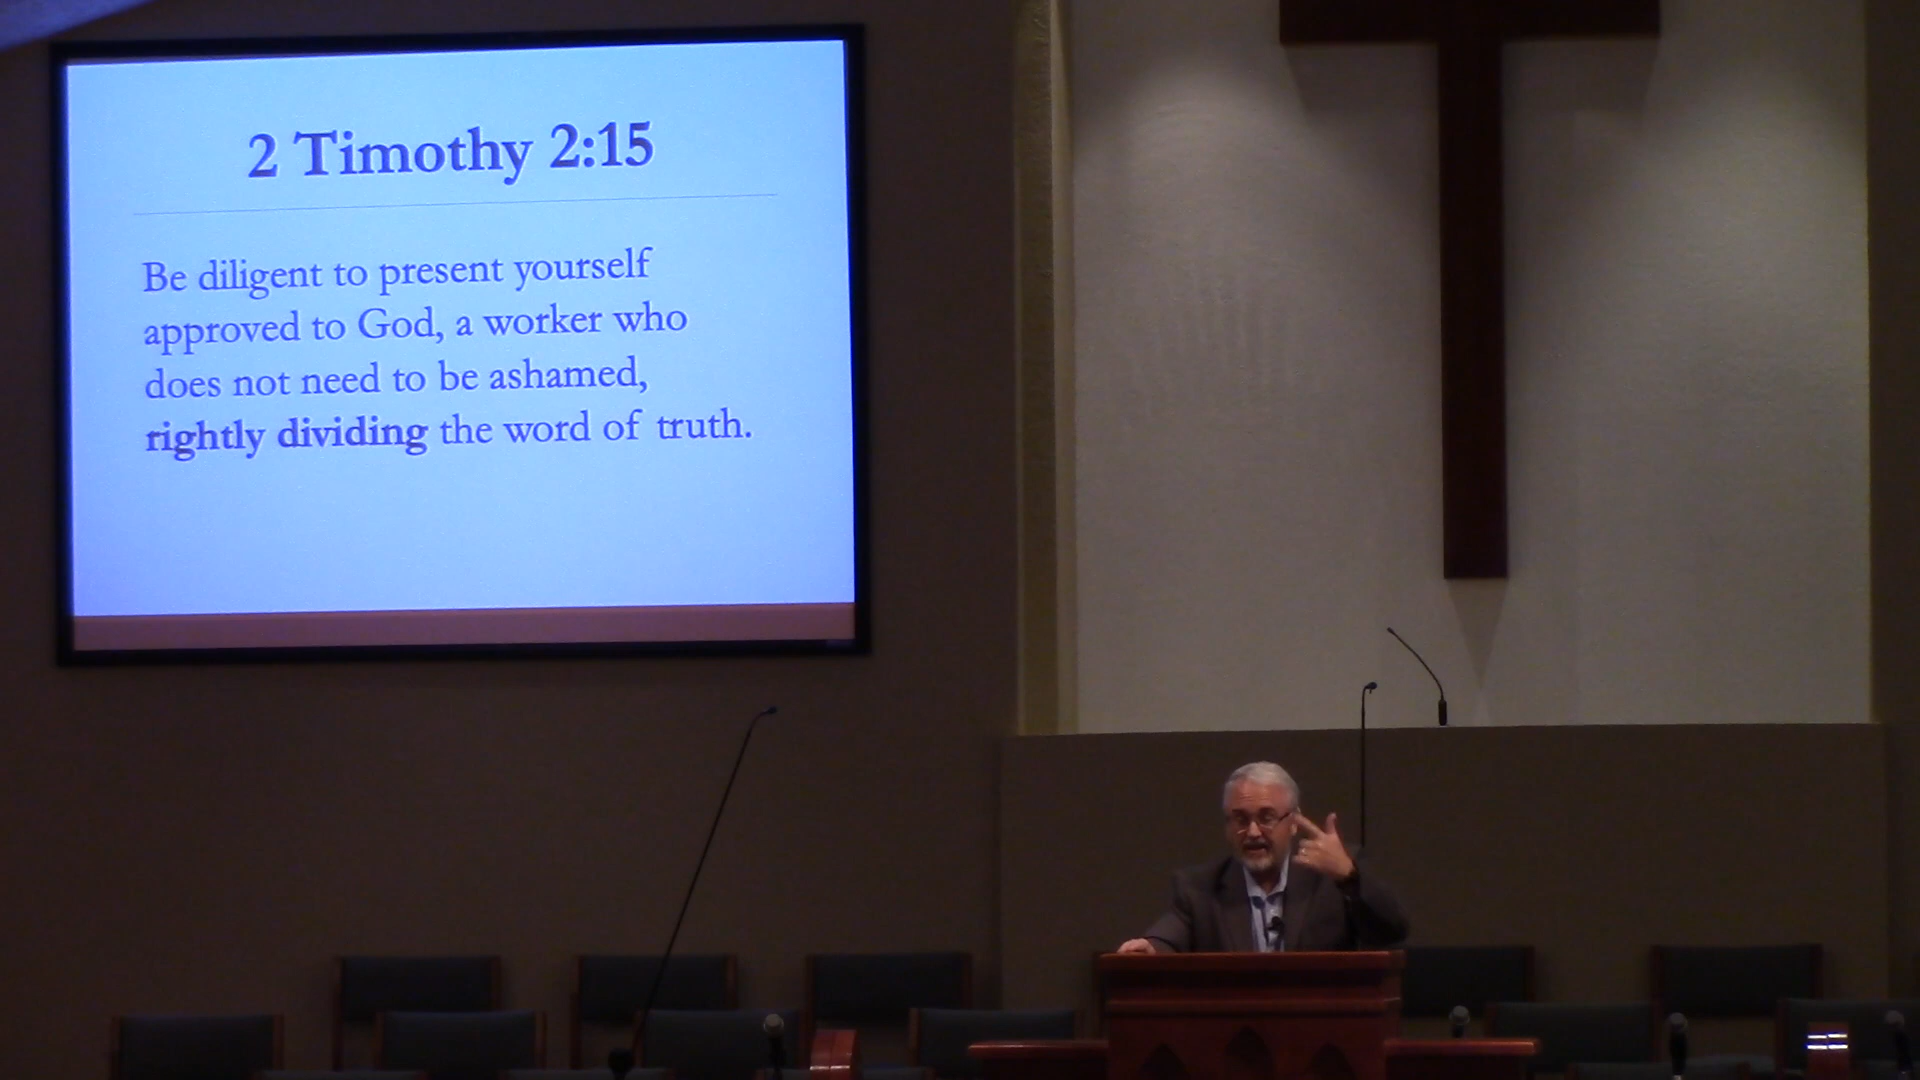 2 Timothy 2:15
Be diligent to present yourself
approved to God, a worker who
does not need to be ashamed,
rightly dividing the word of truth.